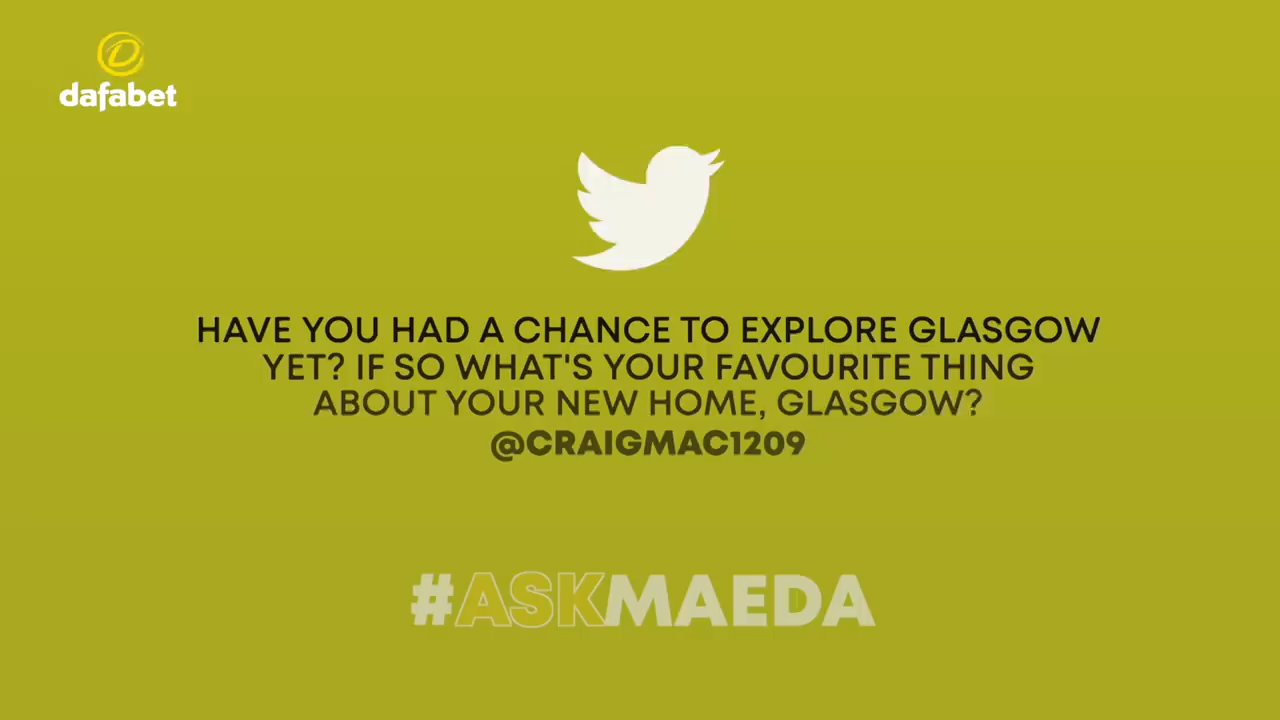 dafabet
HAVE YOU HAD A CHANCE TO EXPLORE GLASGOW
YET? IF SO WHAT'S YOUR FAVOURITE THING
ABOUT YOUR NEW HOME, GLASGOW?
@CRAIGMAC1209
#ASKMAEDA